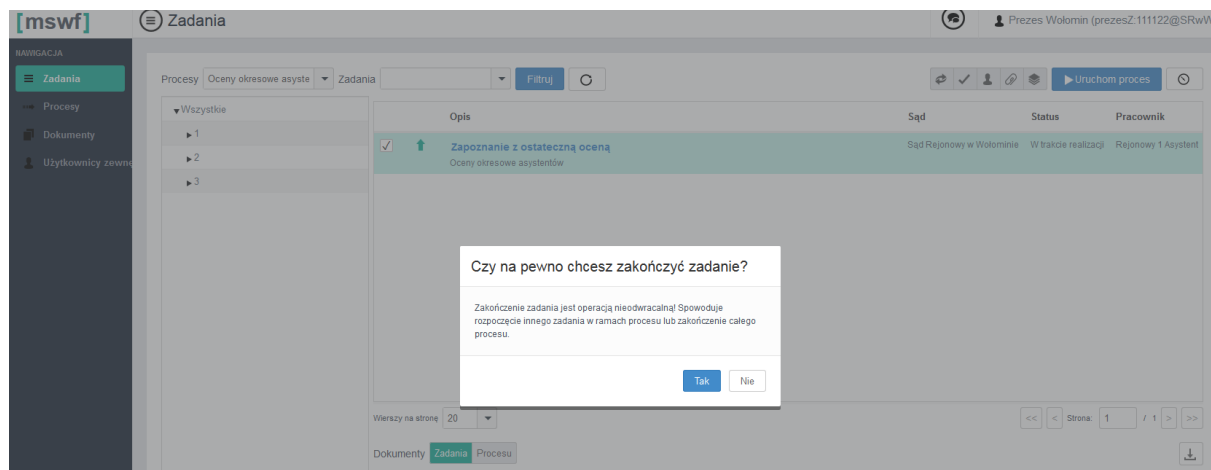 [mswf]
Zadania
Prezes Wołomin (prezesZ:111122@SRwW
NAWIGACJA
Zadania
Procesy
Dokumenty
Użytkownicy zewnę
Procesy Oceny okresowe asyste Zadania Filtruj Uruchom proces
Wszystkie
1
2
3
Opis Sąd Status Pracownik
Zapoznanie z ostateczną oceną Sąd Rejonowy w Wołominie W trakcie realizacji Rejonowy 1 Asystent
Oceny okresowe asystentów
Czy na pewno chcesz zakończyć zadanie?
Zakończenie zadania jest operacją nieodwracalną! Spowoduje
rozpoczęcie innego zadania w ramach procesu lub zakończenie całego
procesu.
Tak Nie
Wierszy na stronę 20 << < Strona: 1 / 1 > >>
Dokumenty Zadania Procesu